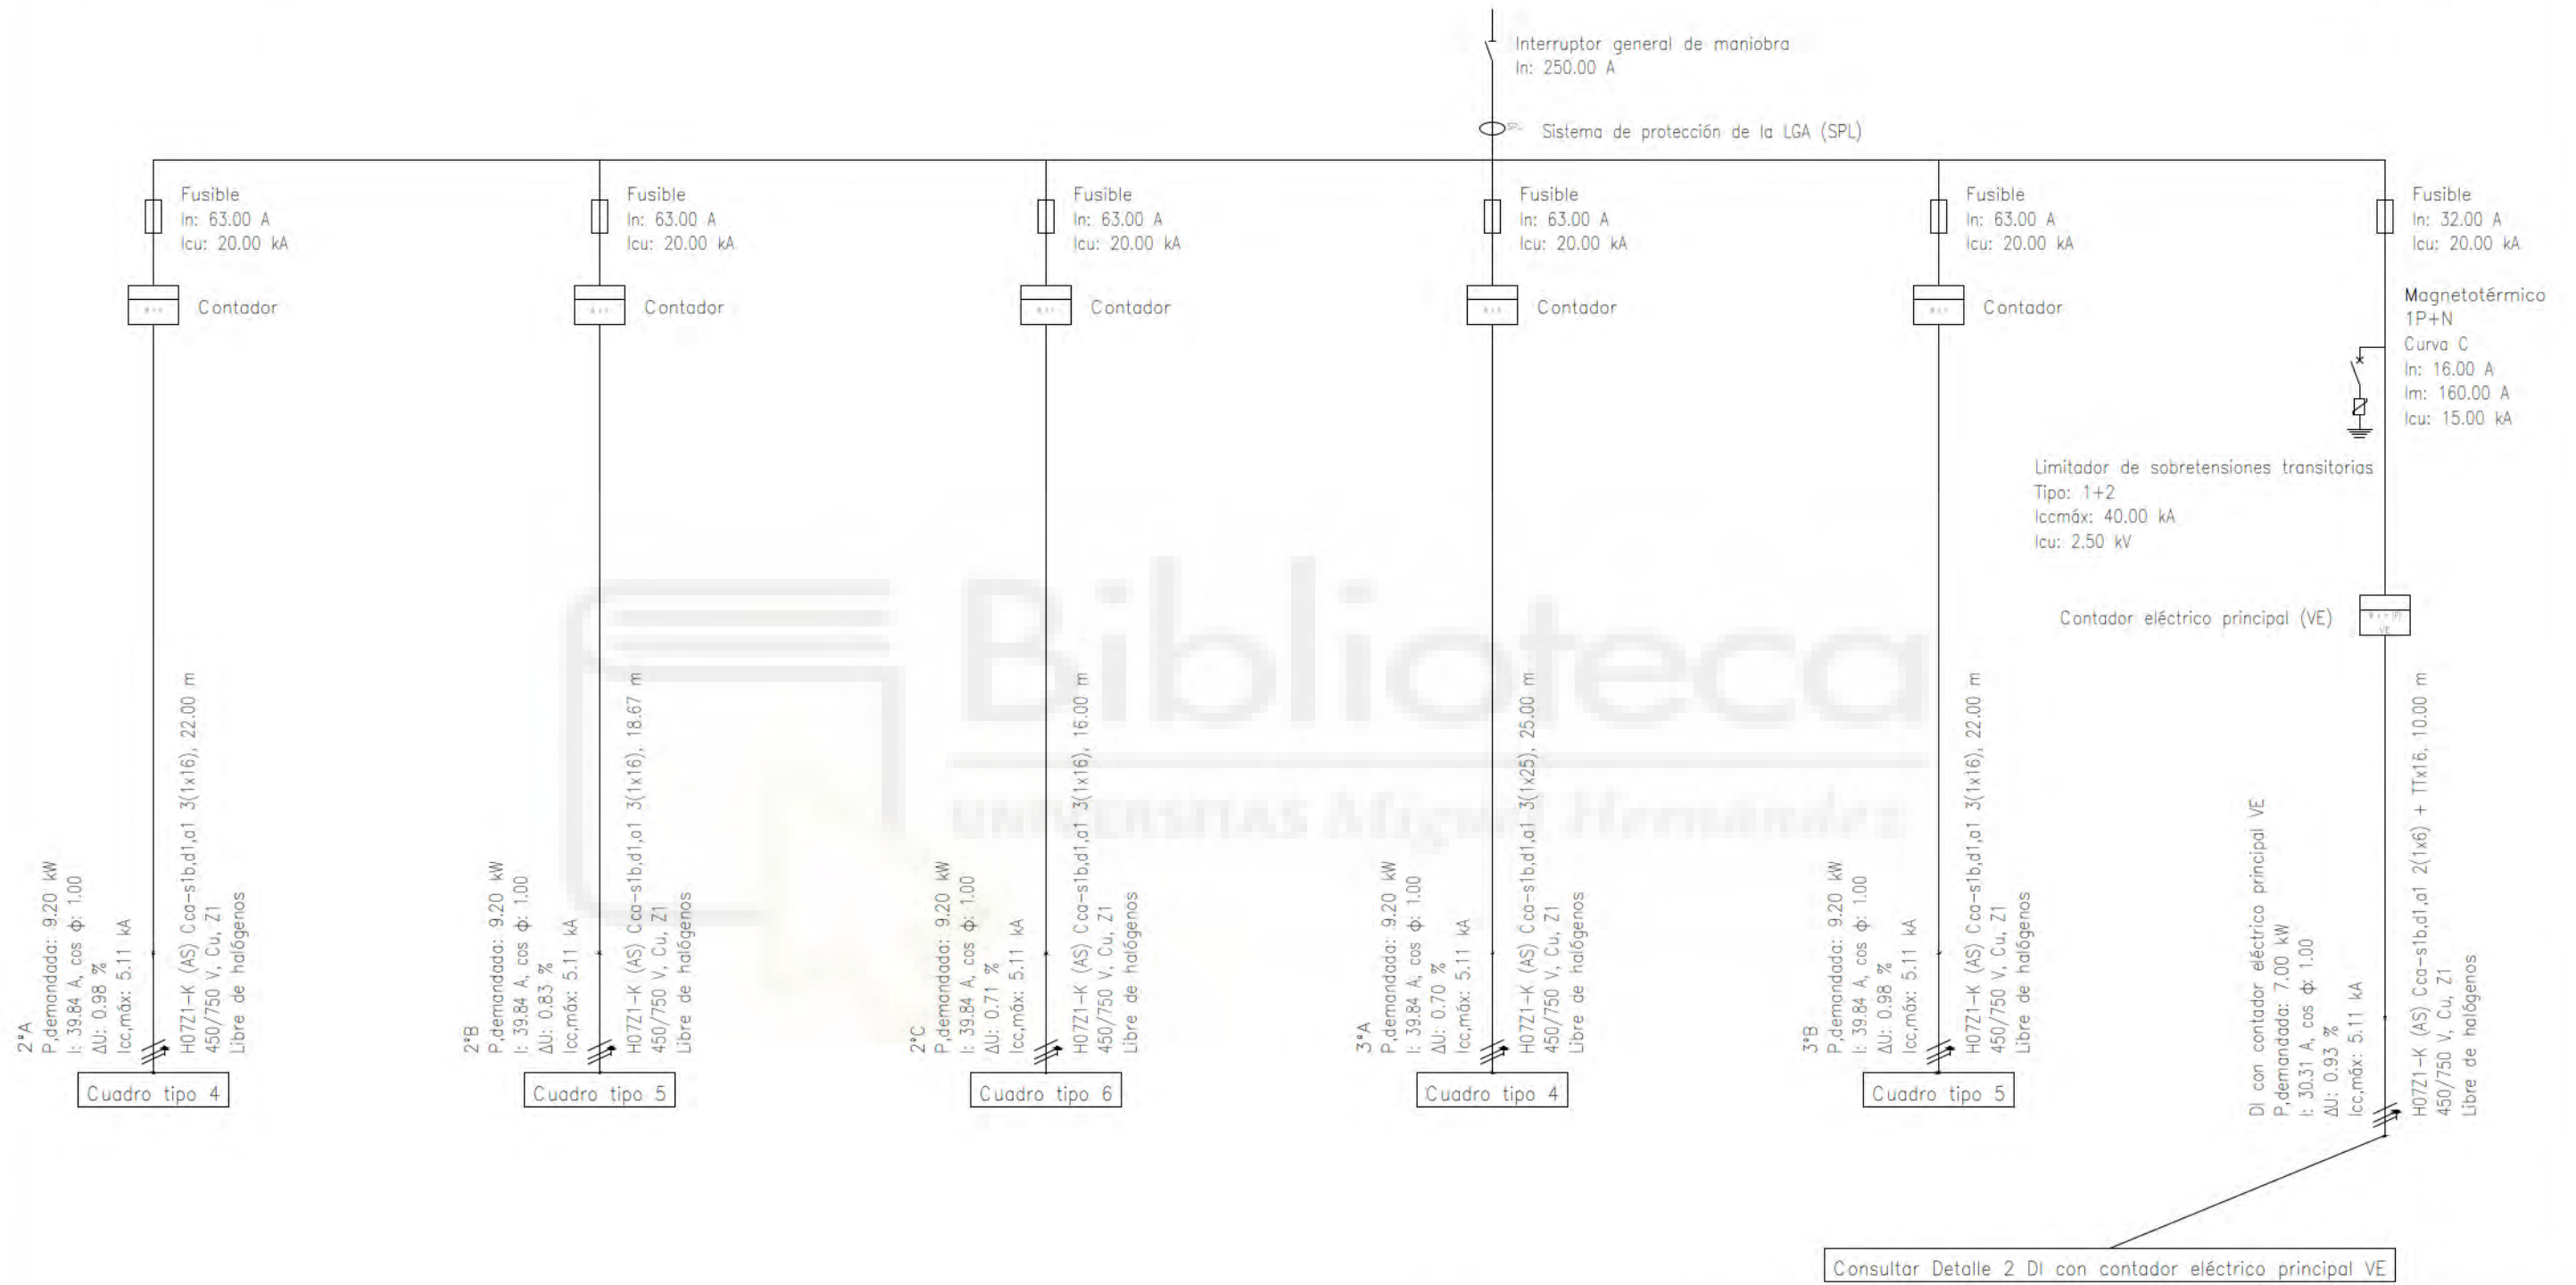 Interruptor general de maniobra
In: 250.00 A
Sistema de protección de la LGA (SPL)
Fusible
In: 63.00 A
Icu: 20.00 kA
Contador
2ºA
P,demandada: 9.20 kW
I: 39.84 A, cos ϕ: 1.00
ΔU: 0.98 %
Icc,máx: 5.11 kA
H07Z1-K (AS) Cca-s1b,d1,a1 3(1x16), 22.00 m
450/750 V, Cu, Z1
Libre de halógenos
Cuadro tipo 4
Fusible
In: 63.00 A
Icu: 20.00 kA
Contador
2ºB
P,demandada: 9.20 kW
I: 39.84 A, cos ϕ: 1.00
ΔU: 0.83 %
Icc,máx: 5.11 kA
H07Z1-K (AS) Cca-s1b,d1,a1 3(1x16), 18.67 m
450/750 V, Cu, Z1
Libre de halógenos
Cuadro tipo 5
Fusible
In: 63.00 A
Icu: 20.00 kA
Contador
2ºC
P,demandada: 9.20 kW
I: 39.84 A, cos ϕ: 1.00
ΔU: 0.71 %
Icc,máx: 5.11 kA
H07Z1-K (AS) Cca-s1b,d1,a1 3(1x16), 16.00 m
450/750 V, Cu, Z1
Libre de halógenos
Cuadro tipo 6
Fusible
In: 63.00 A
Icu: 20.00 kA
Contador
3ºA
P,demandada: 9.20 kW
I: 39.84 A, cos ϕ: 1.00
ΔU: 0.70 %
Icc,máx: 5.11 kA
H07Z1-K (AS) Cca-s1b,d1,a1 3(1x25), 25.00 m
450/750 V, Cu, Z1
Libre de halógenos
Cuadro tipo 4
Fusible
In: 63.00 A
Icu: 20.00 kA
Contador
3ºB
P,demandada: 9.20 kW
I: 39.84 A, cos ϕ: 1.00
ΔU: 0.98 %
Icc,máx: 5.11 kA
H07Z1-K (AS) Cca-s1b,d1,a1 3(1x16), 22.00 m
450/750 V, Cu, Z1
Libre de halógenos
Cuadro tipo 5
Fusible
In: 32.00 A
Icu: 20.00 kA
Magnetotérmico
1P+N
Curva C
In: 16.00 A
Im: 160.00 A
Icu: 15.00 kA
Limitador de sobretensiones transitorias
Tipo: 1+2
Iccmáx: 40.00 kA
Icu: 2.50 kV
Contador eléctrico principal (VE)
VE
DI con contador eléctrico principal VE
P,demandada: 7.00 kW
I: 30.31 A, cos ϕ: 1.00
ΔU: 0.93 %
Icc,máx: 5.11 kA
H07Z1-K (AS) Cca-s1b,d1,a1 2(1x6) + TTx16, 10.00 m
450/750 V, Cu, Z1
Libre de halógenos
Consultar Detalle 2 DI con contador eléctrico principal VE
Biblioteca
UNIVERSITAS Miguel Hernández